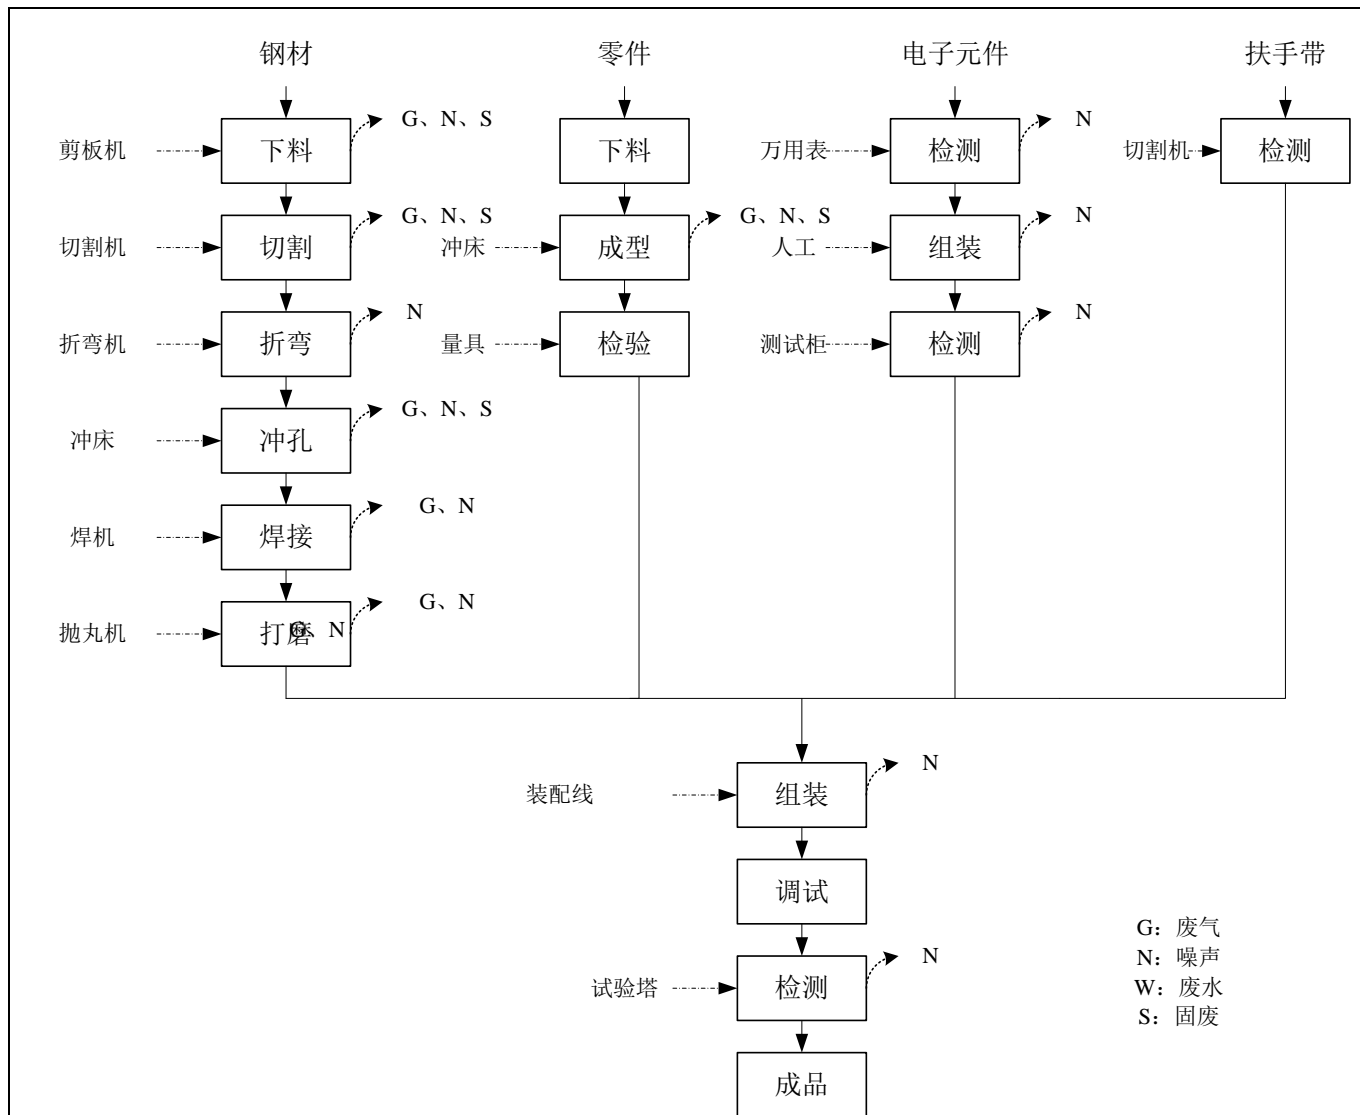 钢材 零件 电子元件 扶手带
G、N、S N
剪板机 下料 下料 万用表 检测 切割机 检测
G、N、S G、N、S N
切割机 切割 冲床 成型 人工 组装
N N
折弯机 折弯 量具 检验 测试柜 检测
G、N、S
冲床 冲孔
G、N
焊机 焊接
G、N
抛丸机 打磨 G、N
N
装配线 组装
调试
G：废气
N：噪声
N
试验塔 检测
W：废水
S：固废
成品